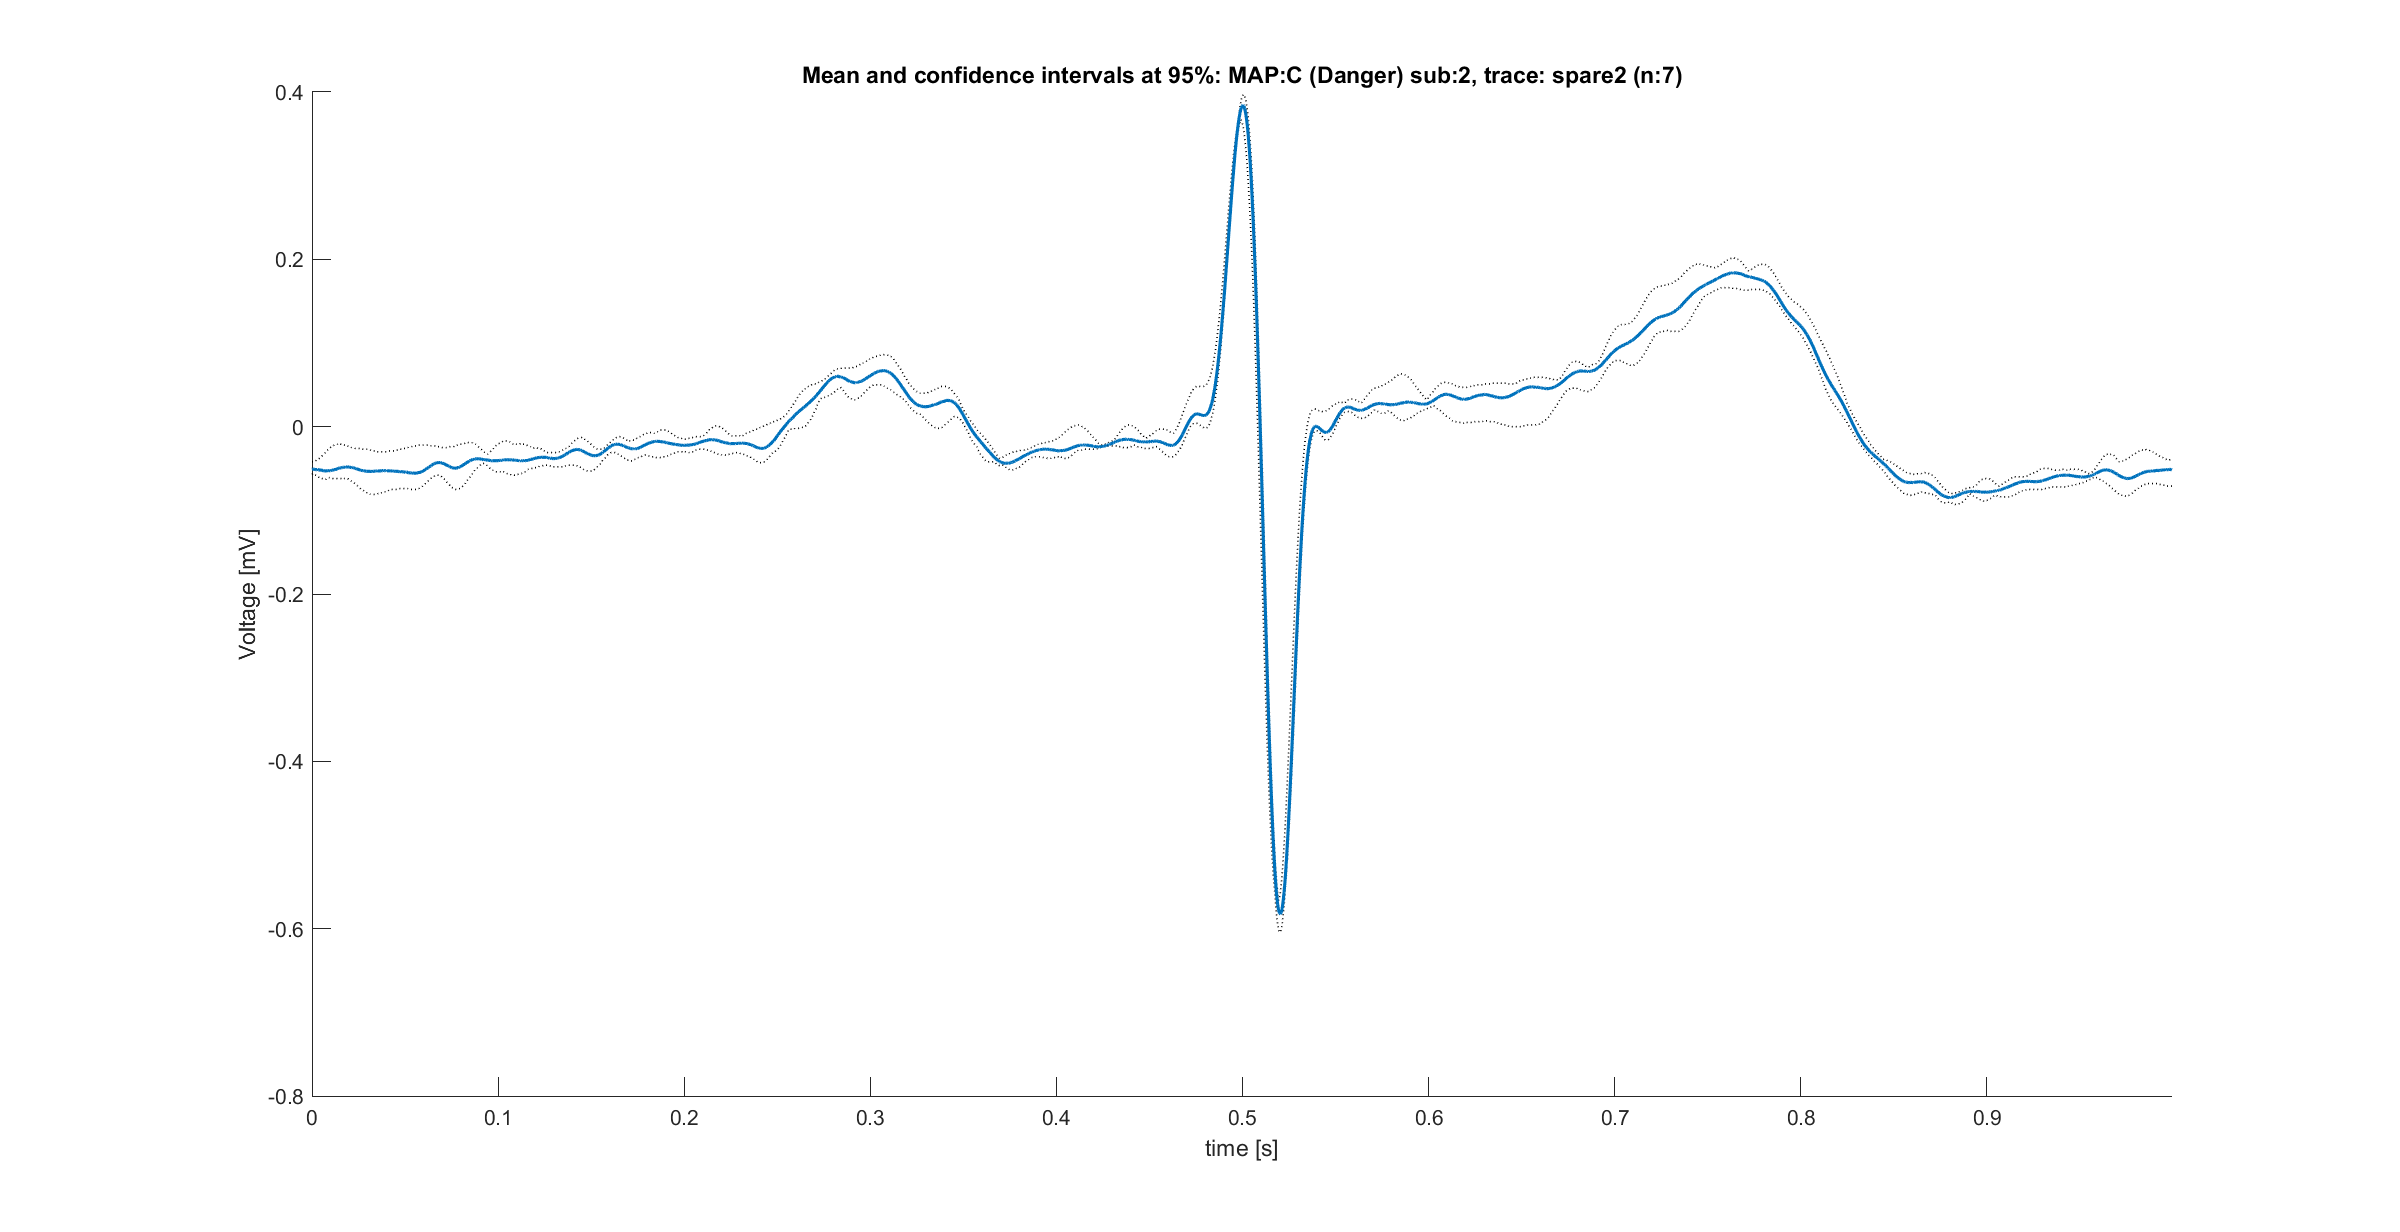 Mean and confidence intervals at 95%: MAP:C (Danger) sub:2, trace: spare2 (n:7)
0.4
0.2
0
-0.2
-0.4
-0.6
-0.8
Voltage [mV]
0 0.1 0.2 0.3 0.4 0.5 0.6 0.7 0.8 0.9
time [s]